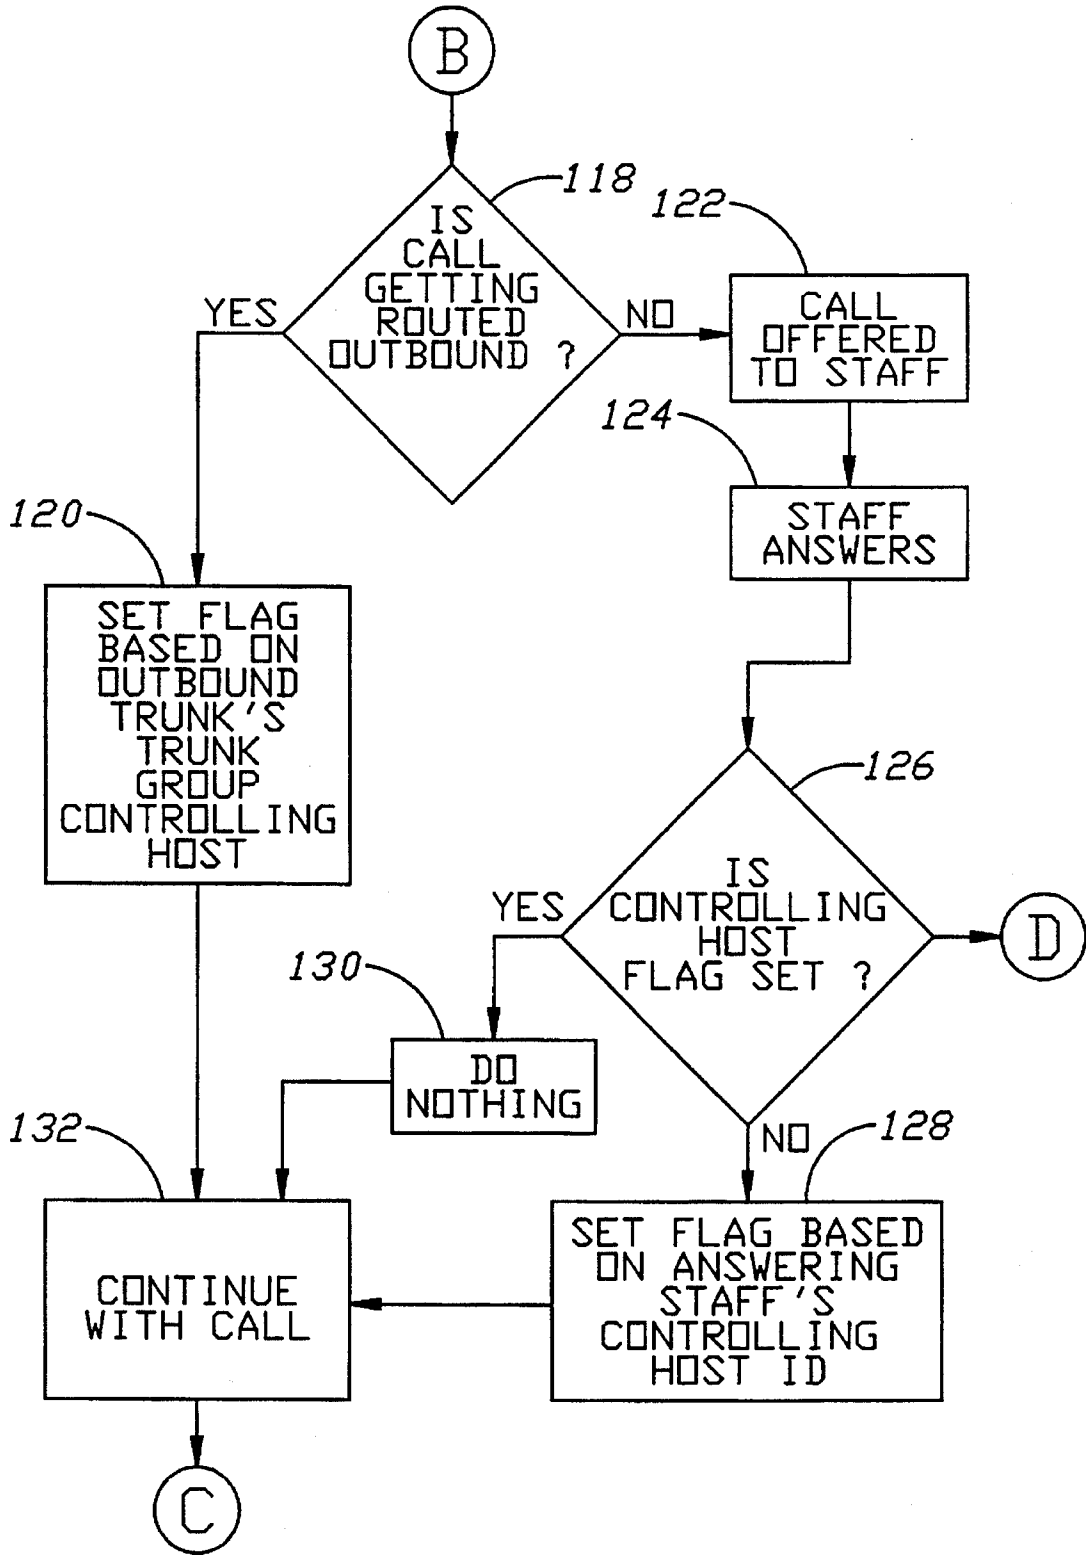 B
118
IS
CALL
GETTING
ROUTED
OUTBOUND ?
YES
NO
122
CALL
OFFERED
TO STAFF
124
STAFF
ANSWERS
120
SET FLAG
BASED ON
OUTBOUND
TRUNK'S
TRUNK
GROUP
CONTROLLING
HOST
126
IS
CONTROLLING
HOST
FLAG SET ?
YES
D
130
DO
NOTHING
NO
128
SET FLAG BASED
ON ANSWERING
STAFF'S
CONTROLLING
HOST ID
132
CONTINUE
WITH CALL
C